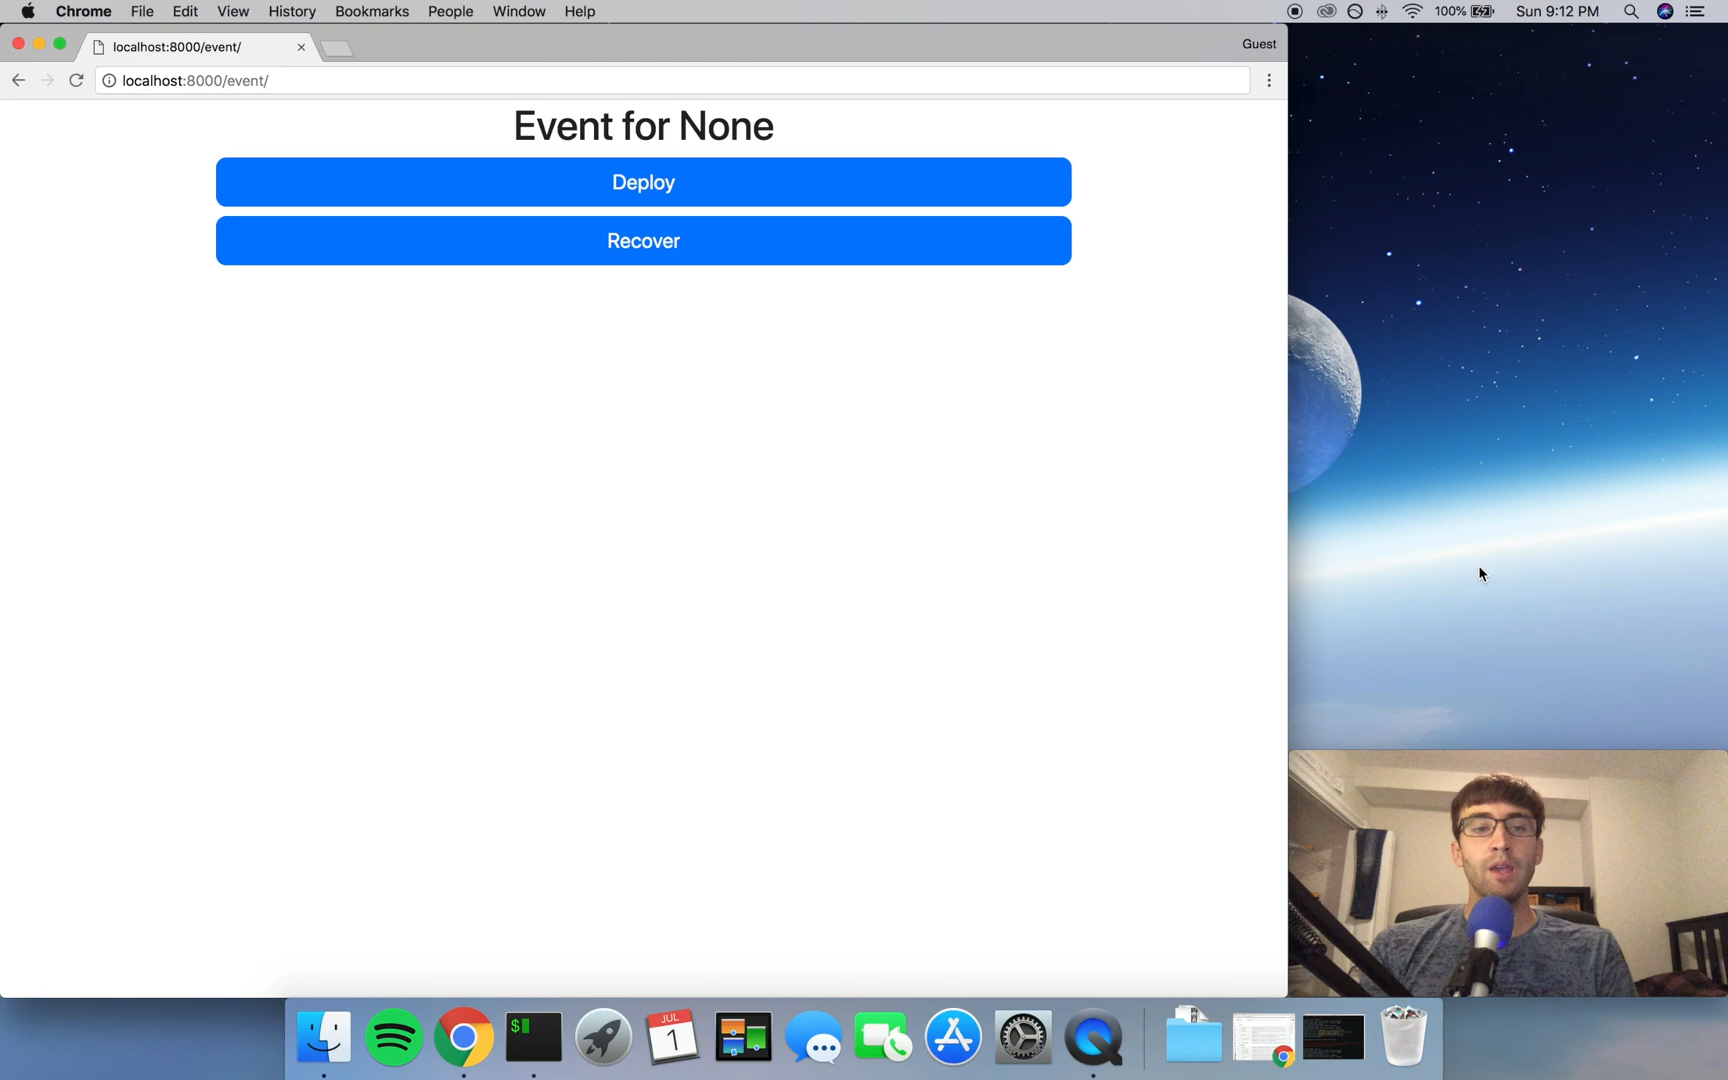 Chrome File Edit View History Bookmarks People Window Help
100% Sun 9:12 PM
localhost:8000/event/
Guest
localhost:8000/event/
Event for None
Deploy
Recover
$
JUL
1